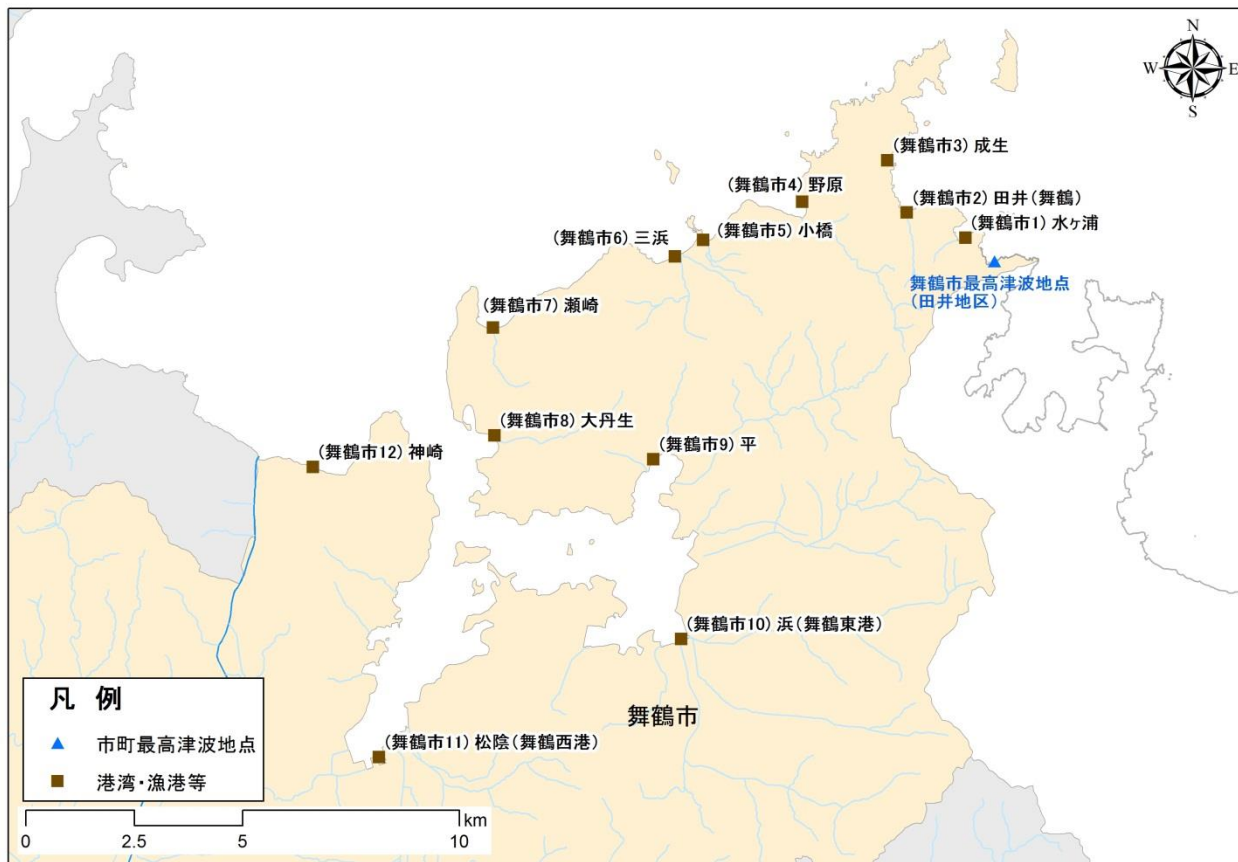 N
W
E
S
(舞鶴市3) 成生
(舞鶴市4) 野原
(舞鶴市2) 田井(舞鶴)
(舞鶴市1) 水ヶ浦
(舞鶴市5) 小橋
(舞鶴市6) 三浜
舞鶴市最高津波地点
(田井地区)
(舞鶴市7) 瀬崎
(舞鶴市8) 大丹生
(舞鶴市9) 平
(舞鶴市12) 神崎
(舞鶴市10) 浜(舞鶴東港)
舞鶴市
(舞鶴市11) 松陰(舞鶴西港)
凡 例
市町最高津波地点
港湾・漁港等
km
0 2.5 5 10